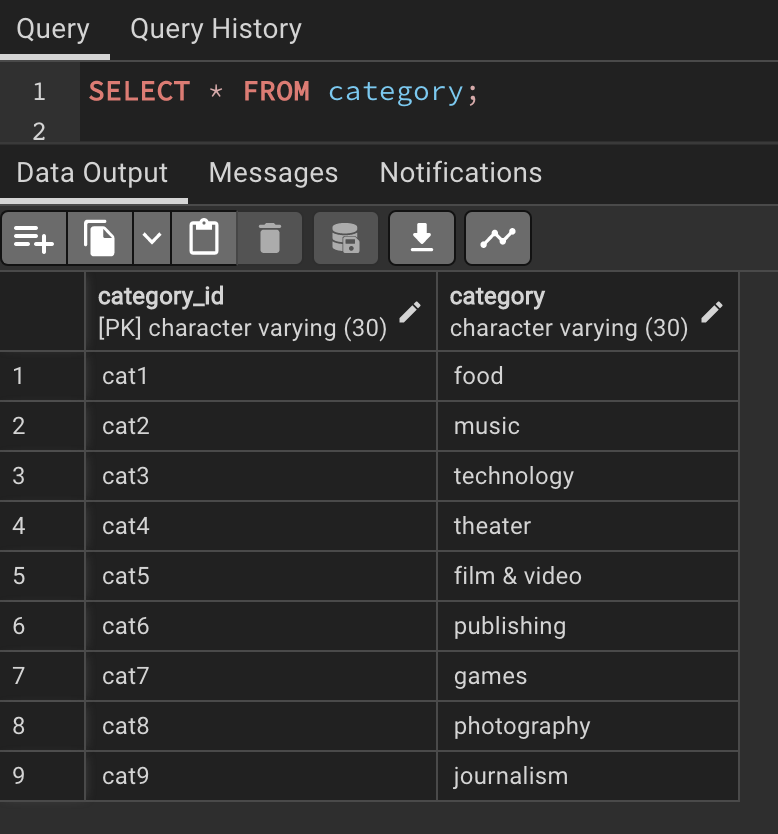 Query Query History
1 SELECT * FROM category;
2
Data Output Messages Notifications
category_id category
[PK] character varying (30) character varying (30)
1 cat1 food
2 cat2 music
3 cat3 technology
4 cat4 theater
5 cat5 film & video
6 cat6 publishing
7 cat7 games
8 cat8 photography
9 cat9 journalism